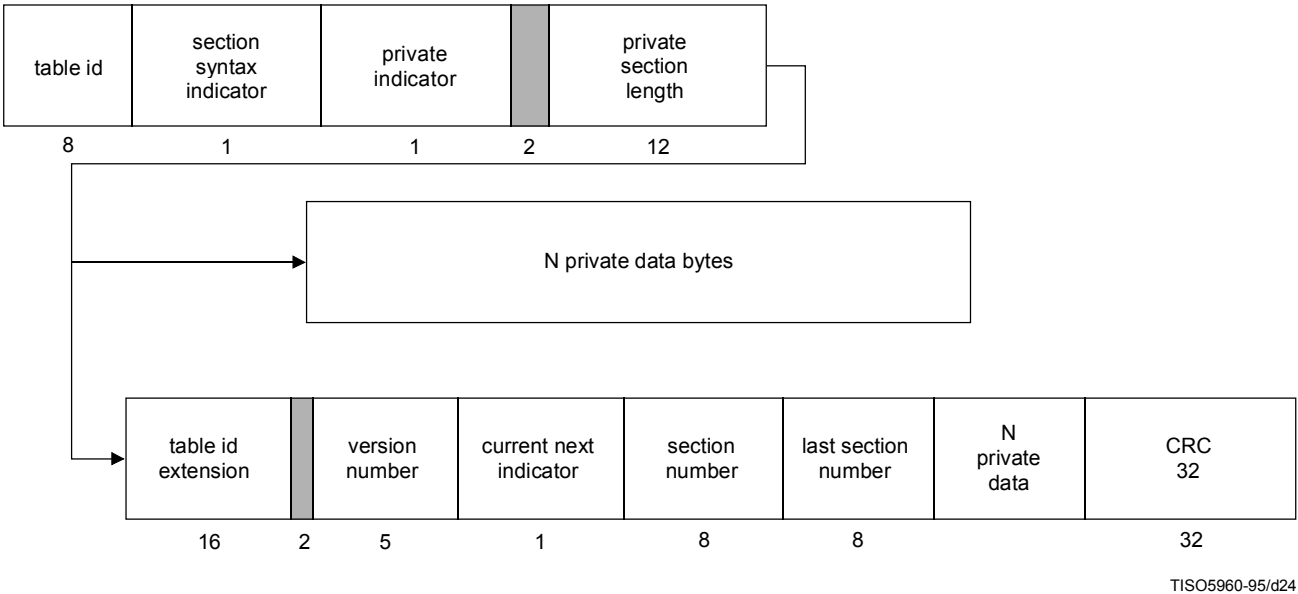 table id
section
syntax
indicator
private
indicator
private
section
length
8
1
1
2
12
N private data bytes
table id
extension
version
number
current next
indicator
section
number
last section
number
N
private
data
CRC
32
16
2
5
1
8
8
32
TISO5960-95/d24